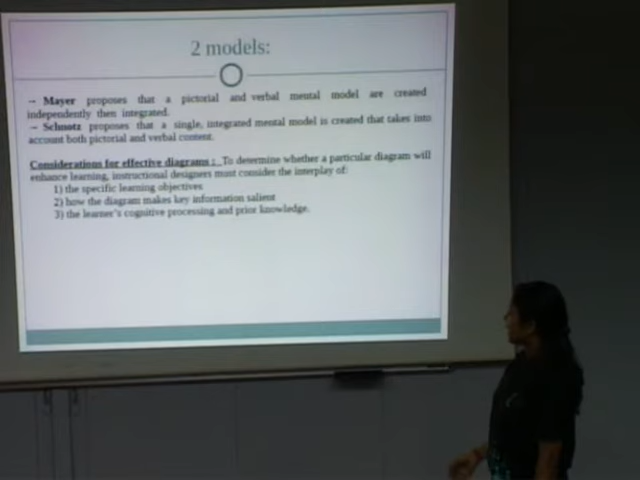 2 models:
→ Mayer proposes that a pictorial and verbal mental model are created
independently then integrated.
→ Schnotz proposes that a single, integrated mental model is created that takes into
account both pictorial and verbal content.
Considerations for effective diagrams : To determine whether a particular diagram will
enhance learning, instructional designers must consider the interplay of:
1) the specific learning objectives
2) how the diagram makes key information salient
3) the learner's cognitive processing and prior knowledge.